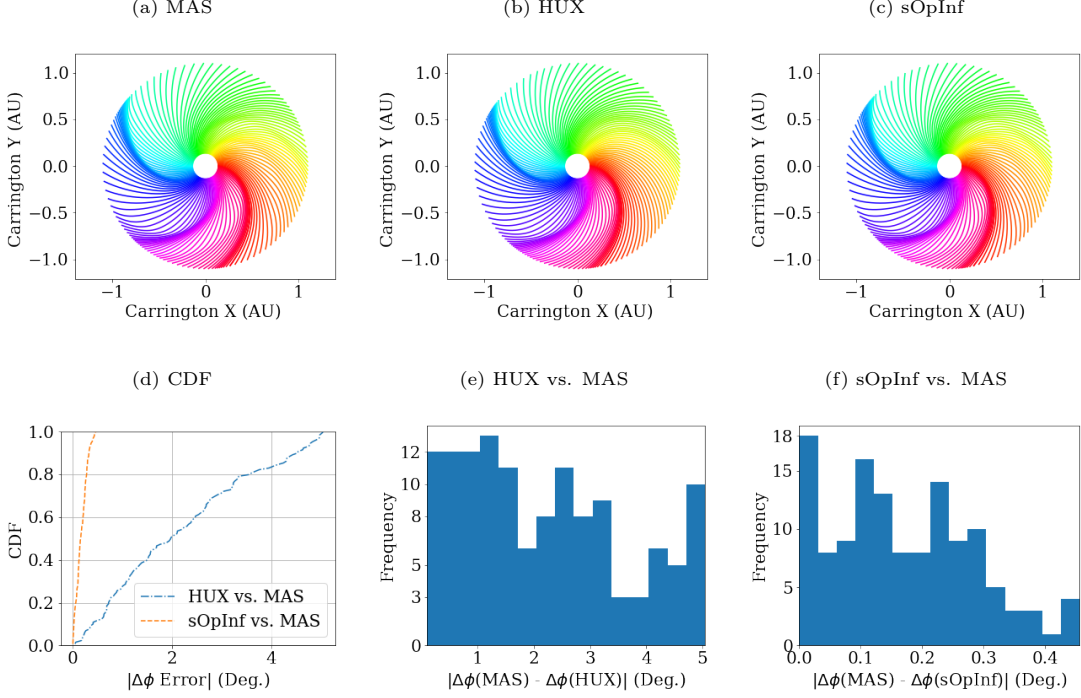 (a) MAS
(b) HUX
(c) sOpInf
Carrington Y (AU)
1.0
0.5
0.0
−0.5
−1.0
−1
0
1
Carrington X (AU)
Carrington Y (AU)
1.0
0.5
0.0
−0.5
−1.0
−1
0
1
Carrington X (AU)
Carrington Y (AU)
1.0
0.5
0.0
−0.5
−1.0
−1
0
1
Carrington X (AU)
(d) CDF
(e) HUX vs. MAS
(f) sOpInf vs. MAS
CDF
1.0
0.8
0.6
0.4
0.2
0.0
HUX vs. MAS
sOpInf vs. MAS
0
2
4
|Δϕ Error| (Deg.)
Frequency
12
10
8
5
3
0
1
2
3
4
5
|Δϕ(MAS) - Δϕ(HUX)| (Deg.)
Frequency
18
15
10
5
0
0.0
0.1
0.2
0.3
0.4
|Δϕ(MAS) - Δϕ(sOpInf)| (Deg.)